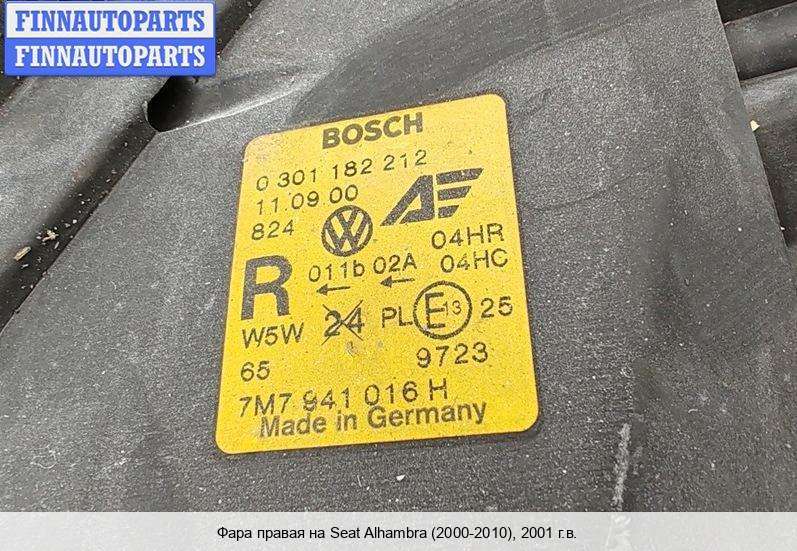 FINNAUTOPARTS
FINNAUTOPARTS
BOSCH
0 301 182 212
11.09.00
824
04HR
R 011b 02A 04HC
W5W 24 PL E13 25
65 9723
7M7 941 016 H
Made in Germany
Фара правая на Seat Alhambra (2000-2010), 2001 г.в.